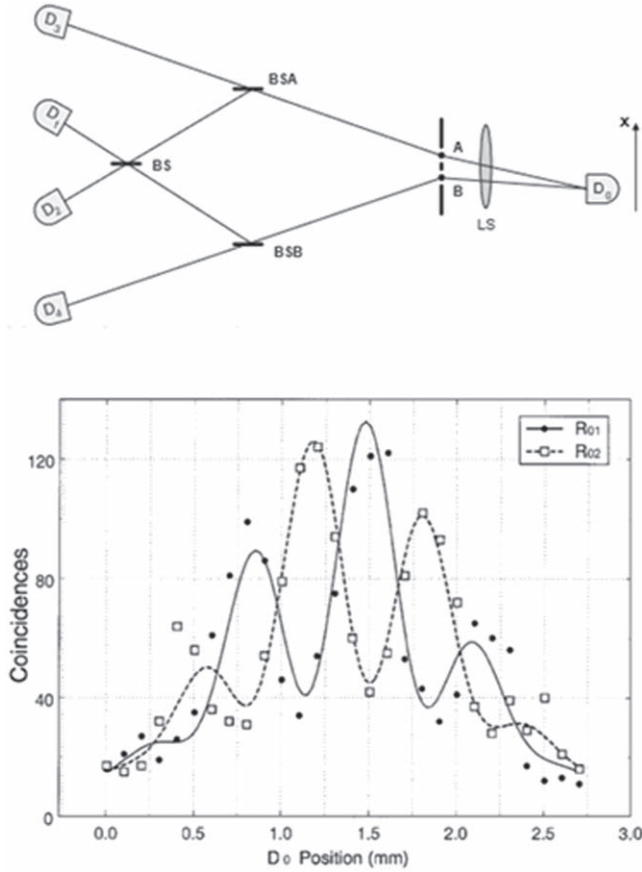 D₃
BSA
D₁
A
X
BS
D₀
B
D₂
LS
BSB
D₄
120
80
40
0
Coincidences
R₀₁
R₀₂
0.0 0.5 1.0 1.5 2.0 2.5 3.0
D₀ Position (mm)